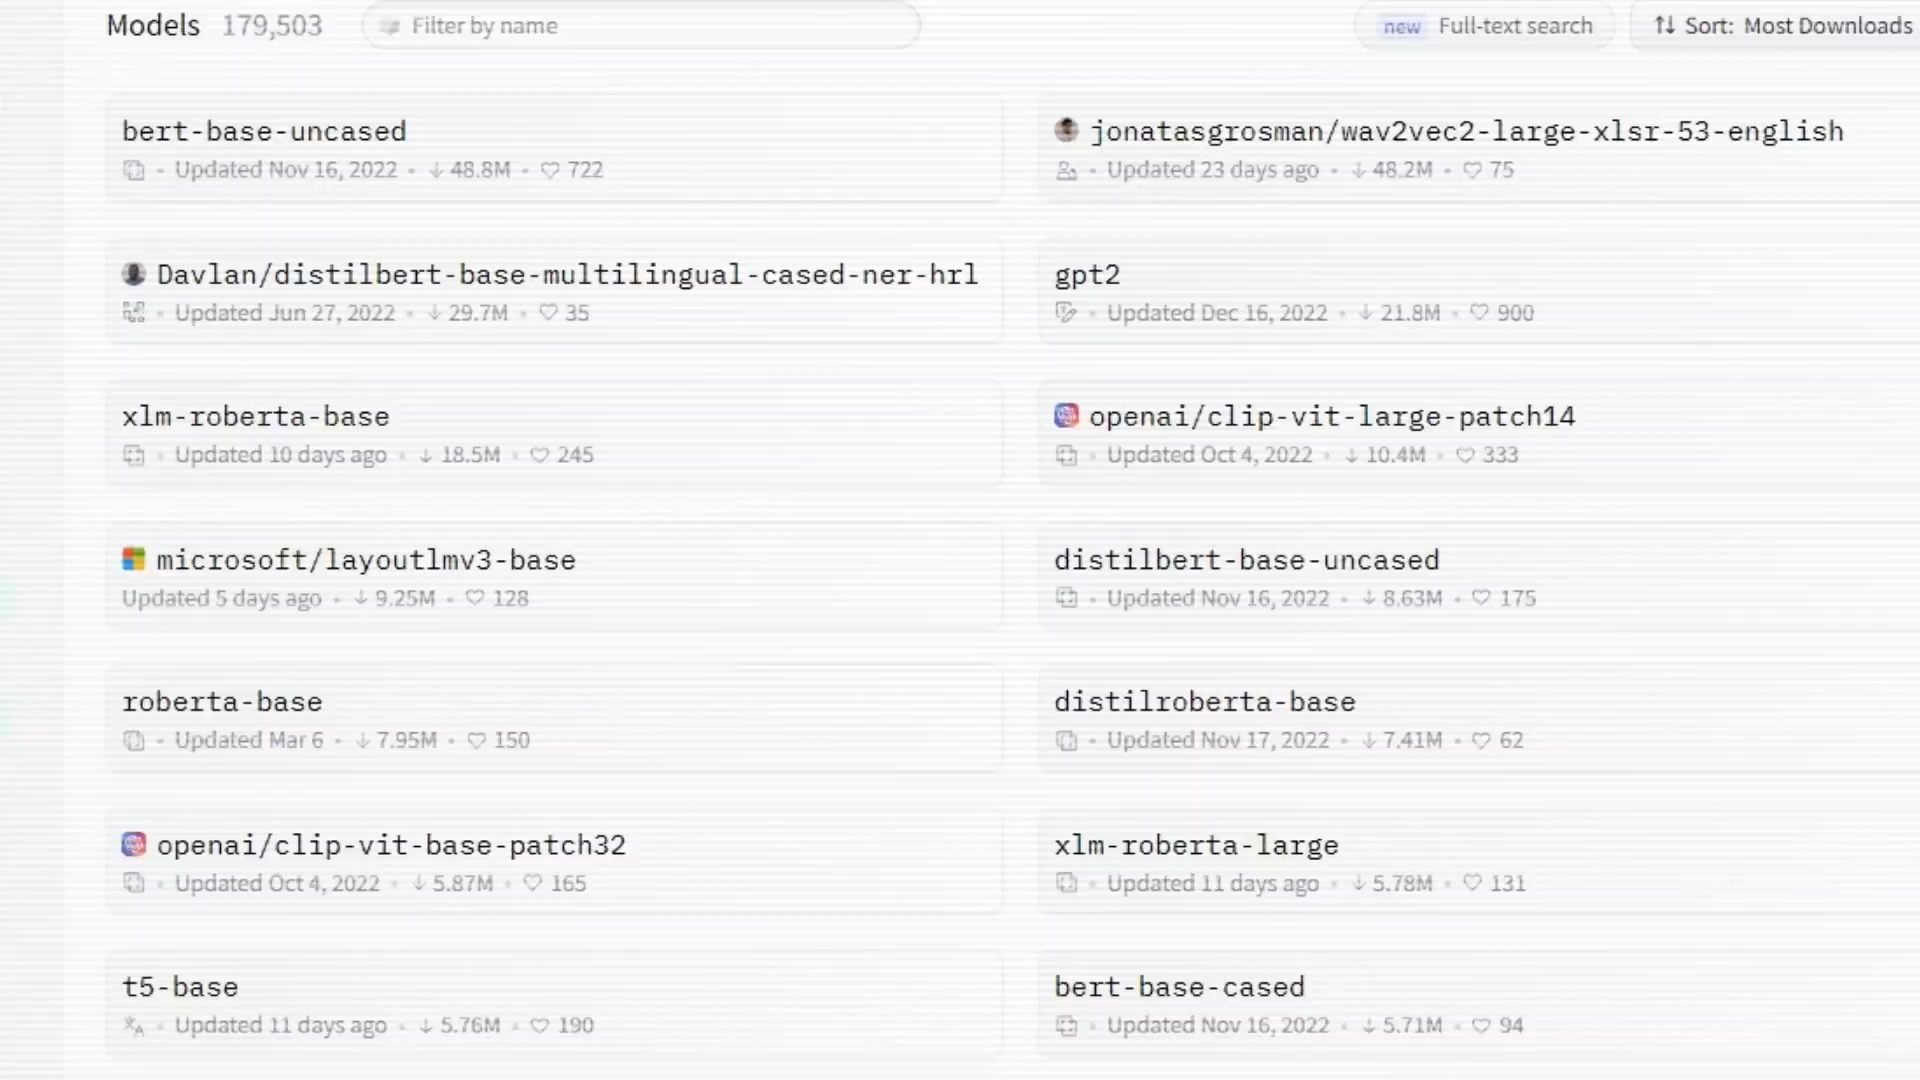 Models 179,503 Filter by name new Full-text search Sort: Most Downloads
bert-base-uncased
Updated Nov 16, 2022 • 48.8M • 722
jonatasgrosman/wav2vec2-large-xlsr-53-english
Updated 23 days ago • 48.2M • 75
Davlan/distilbert-base-multilingual-cased-ner-hrl
Updated Jun 27, 2022 • 29.7M • 35
gpt2
Updated Dec 16, 2022 • 21.8M • 900
xlm-roberta-base
Updated 10 days ago • 18.5M • 245
openai/clip-vit-large-patch14
Updated Oct 4, 2022 • 10.4M • 333
microsoft/layoutlmv3-base
Updated 5 days ago • 9.25M • 128
distilbert-base-uncased
Updated Nov 16, 2022 • 8.63M • 175
roberta-base
Updated Mar 6 • 7.95M • 150
distilroberta-base
Updated Nov 17, 2022 • 7.41M • 62
openai/clip-vit-base-patch32
Updated Oct 4, 2022 • 5.87M • 165
xlm-roberta-large
Updated 11 days ago • 5.78M • 131
t5-base
Updated 11 days ago • 5.76M • 190
bert-base-cased
Updated Nov 16, 2022 • 5.71M • 94